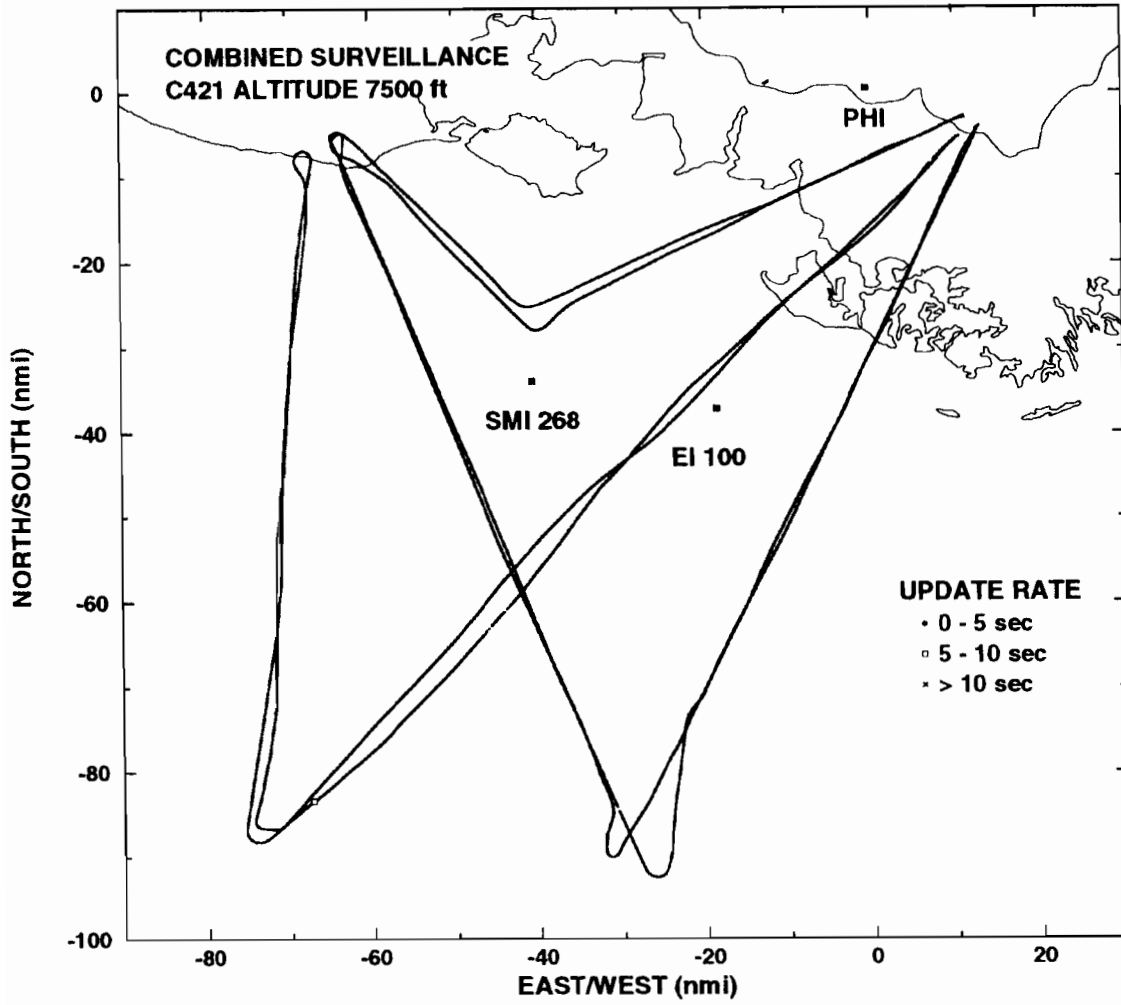 COMBINED SURVEILLANCE
C421 ALTITUDE 7500 ft
0
PHI
-20
SMI 268
EI 100
-40
NORTH/SOUTH (nmi)
UPDATE RATE
• 0 - 5 sec
▫ 5 - 10 sec
× > 10 sec
-60
-80
-100
-80 -60 -40 -20 0 20
EAST/WEST (nmi)